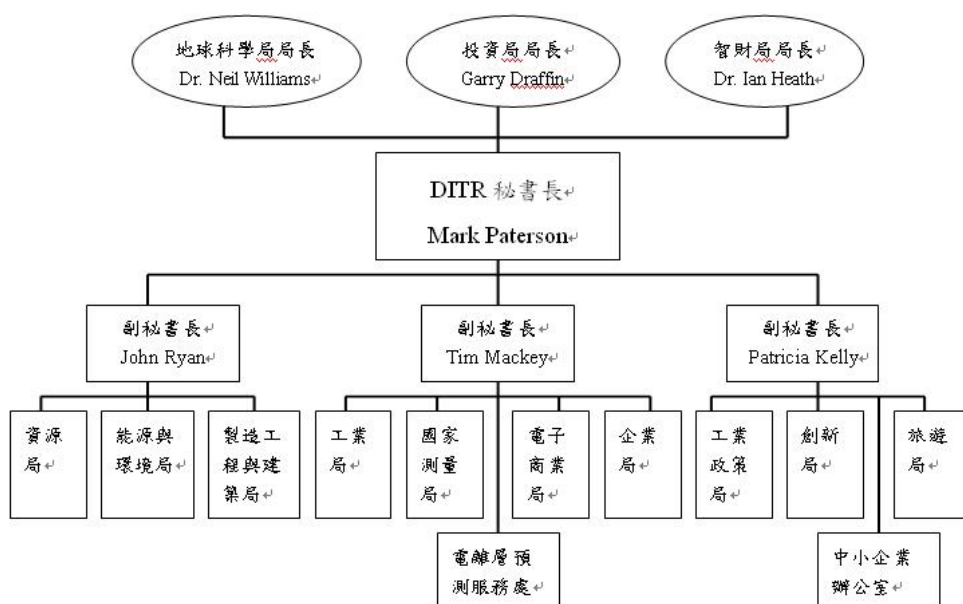 地球科學局局長
Dr. Neil Williams
投資局局長
Garry Draffin
智財局局長
Dr. Ian Heath
DITR 秘書長
Mark Paterson
副秘書長
John Ryan
副秘書長
Tim Mackey
副秘書長
Patricia Kelly
資源
局
能源與
環境局
製造工
程與建
築局
工業
局
國家
測量
局
電子
商業
局
企業
局
工業
政策
局
創新
局
旅遊
局
電離層預
測服務處
中小企業
辦公室